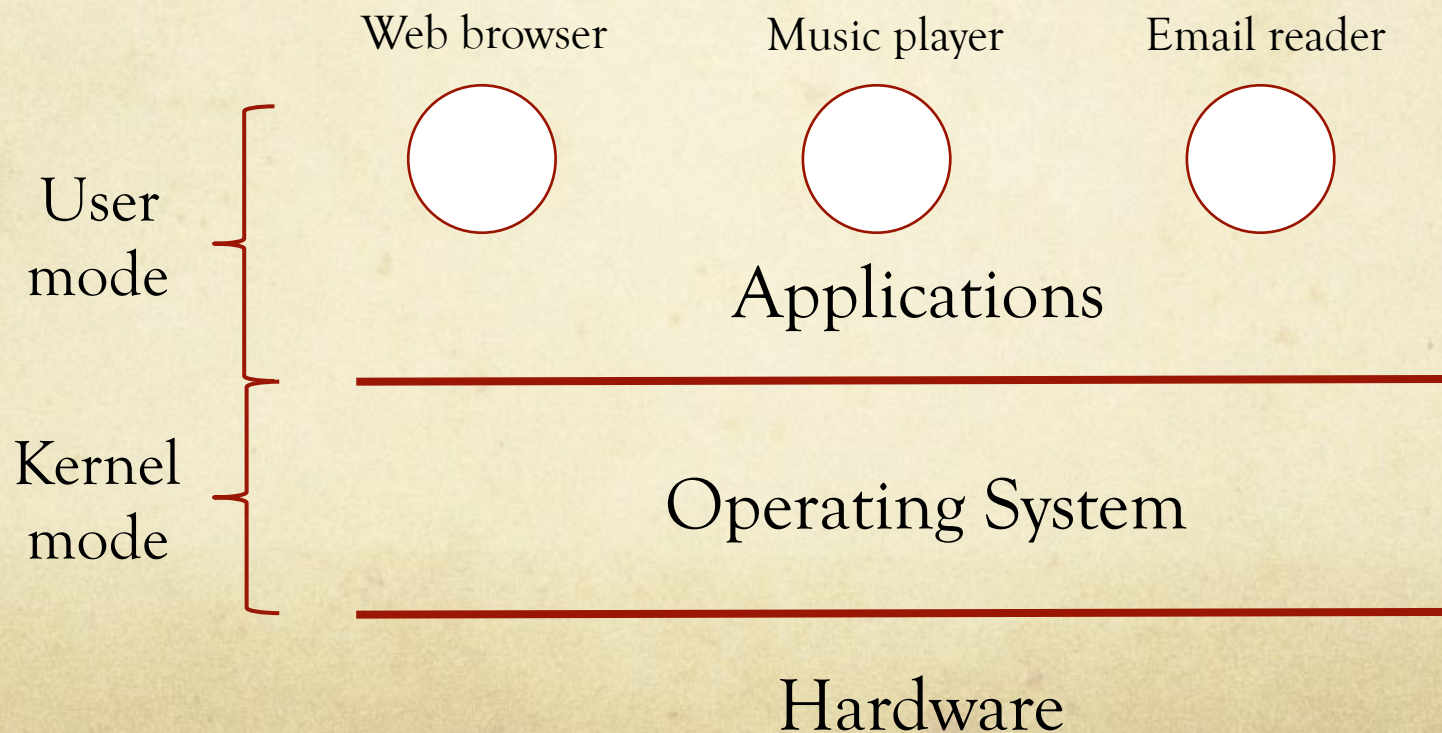 Web browser
Music player
Email reader
User
mode
Applications
Kernel
mode
Operating System
Hardware